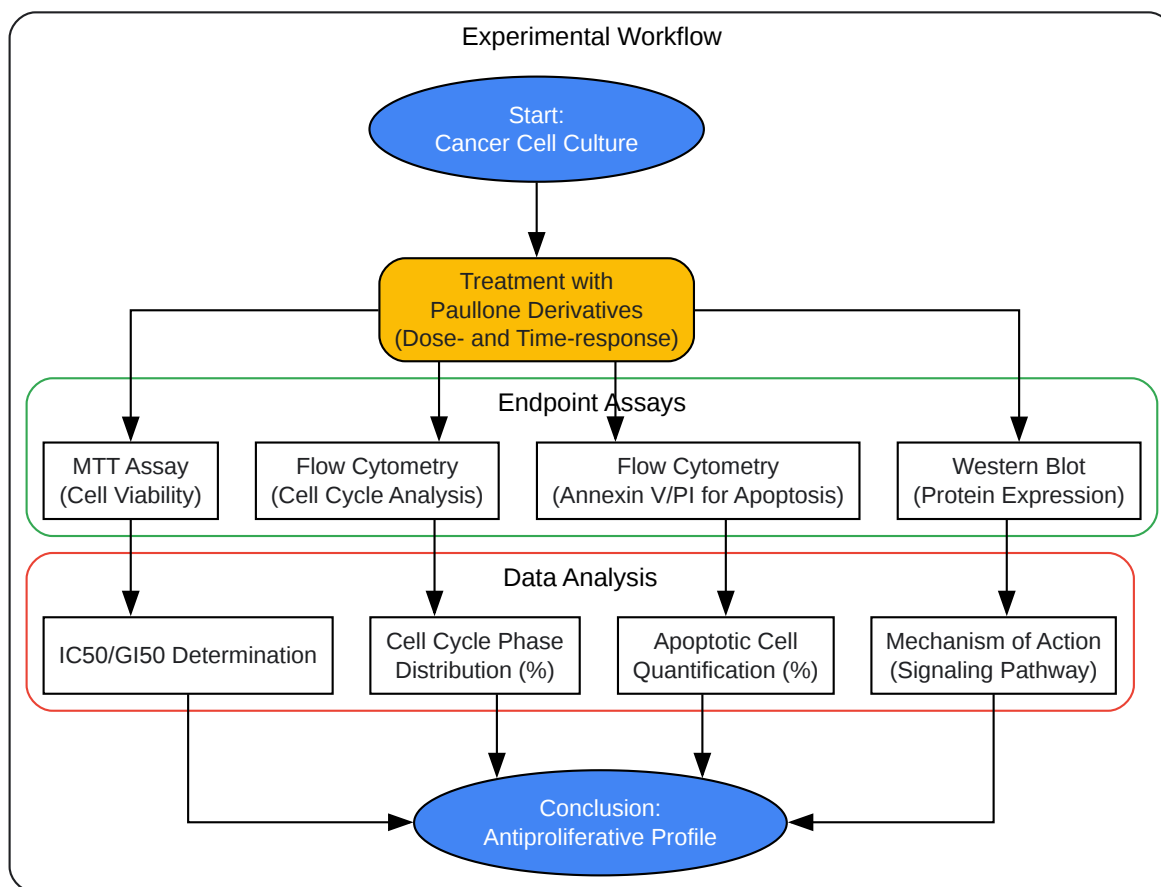 Experimental Workflow
Start:
Cancer Cell Culture
Treatment with
Paullone Derivatives
(Dose- and Time-response)
Endpoint Assays
MTT Assay
(Cell Viability)
Flow Cytometry
(Cell Cycle Analysis)
Flow Cytometry
(Annexin V/PI for Apoptosis)
Western Blot
(Protein Expression)
Data Analysis
IC50/GI50 Determination
Cell Cycle Phase
Distribution (%)
Apoptotic Cell
Quantification (%)
Mechanism of Action
(Signaling Pathway)
Conclusion:
Antiproliferative Profile